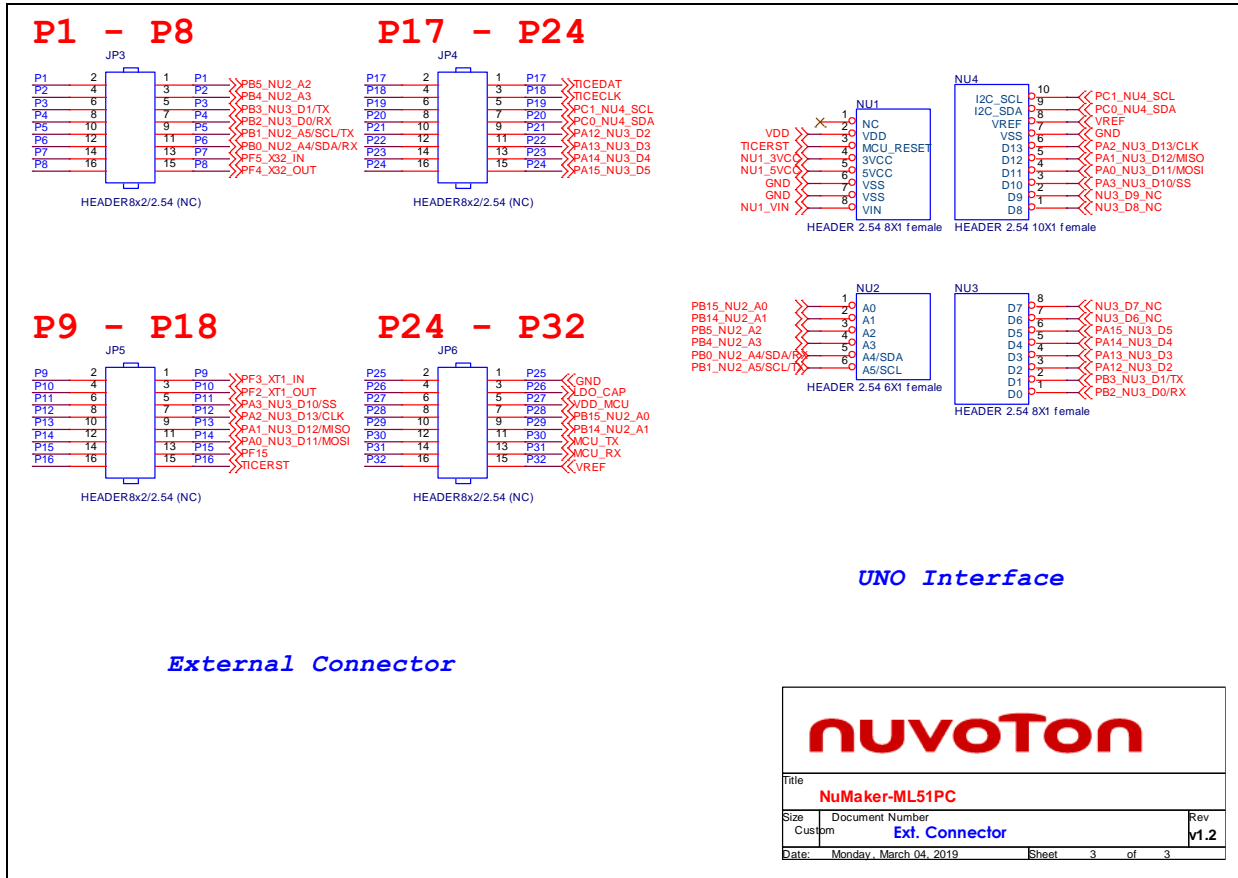 P1 - P8
JP3
P1 2 1 P1 PB5_NU2_A2
P2 4 3 P2 PB4_NU2_A3
P3 6 5 P3 PB3_NU3_D1/TX
P4 8 7 P4 PB2_NU3_D0/RX
P5 10 9 P5 PB1_NU2_A5/SCL/TX
P6 12 11 P6 PB0_NU2_A4/SDA/RX
P7 14 13 P7 PF5_X32_IN
P8 16 15 P8 PF4_X32_OUT
HEADER8x2/2.54 (NC)
P17 - P24
JP4
P17 2 1 P17 TICEDAT
P18 4 3 P18 TICECLK
P19 6 5 P19 PC1_NU4_SCL
P20 8 7 P20 PC0_NU4_SDA
P21 10 9 P21 PA12_NU3_D2
P22 12 11 P22 PA13_NU3_D3
P23 14 13 P23 PA14_NU3_D4
P24 16 15 P24 PA15_NU3_D5
HEADER8x2/2.54 (NC)
NU1
1 NC
VDD 2 VDD
TICERST 3 MCU_RESET
NU1_3VCC 4 3VCC
NU1_5VCC 5 5VCC
GND 6 VSS
GND 7 VSS
NU1_VIN 8 VIN
HEADER 2.54 8X1 female
NU4
I2C_SCL 10 PC1_NU4_SCL
I2C_SDA 9 PC0_NU4_SDA
VREF 8 VREF
VSS 7 GND
D13 6 PA2_NU3_D13/CLK
D12 5 PA1_NU3_D12/MISO
D11 4 PA0_NU3_D11/MOSI
D10 3 PA3_NU3_D10/SS
D9 2 NU3_D9_NC
D8 1 NU3_D8_NC
HEADER 2.54 10X1 female
P9 - P18
JP5
P9 2 1 P9 PF3_XT1_IN
P10 4 3 P10 PF2_XT1_OUT
P11 6 5 P11 PA3_NU3_D10/SS
P12 8 7 P12 PA2_NU3_D13/CLK
P13 10 9 P13 PA1_NU3_D12/MISO
P14 12 11 P14 PA0_NU3_D11/MOSI
P15 14 13 P15 PF15
P16 16 15 P16 TICERST
HEADER8x2/2.54 (NC)
P24 - P32
JP6
P25 2 1 P25 GND
P26 4 3 P26 LDO_CAP
P27 6 5 P27 VDD_MCU
P28 8 7 P28 PB15_NU2_A0
P29 10 9 P29 PB14_NU2_A1
P30 12 11 P30 MCU_TX
P31 14 13 P31 MCU_RX
P32 16 15 P32 VREF
HEADER8x2/2.54 (NC)
NU2
PB15_NU2_A0 1 A0
PB14_NU2_A1 2 A1
PB5_NU2_A2 3 A2
PB4_NU2_A3 4 A3
PB0_NU2_A4/SDA/RX 5 A4/SDA
PB1_NU2_A5/SCL/TX 6 A5/SCL
HEADER 2.54 6X1 female
NU3
D7 8 NU3_D7_NC
D6 7 NU3_D6_NC
D5 6 PA15_NU3_D5
D4 5 PA14_NU3_D4
D3 4 PA13_NU3_D3
D2 3 PA12_NU3_D2
D1 2 PB3_NU3_D1/TX
D0 1 PB2_NU3_D0/RX
HEADER 2.54 8X1 female
UNO Interface
External Connector
nuvoTon
Title
NuMaker-ML51PC
Size Document Number Rev
Custom Ext. Connector v1.2
Date: Monday, March 04, 2019 Sheet 3 of 3